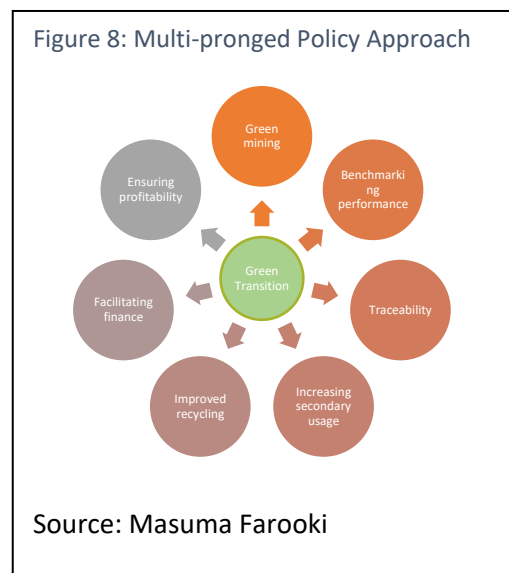 Figure 8: Multi-pronged Policy Approach
Green
mining
Benchmarki
ng
performance
Traceability
Increasing
secondary
usage
Improved
recycling
Facilitating
finance
Ensuring
profitability
Green
Transition
Source: Masuma Farooki